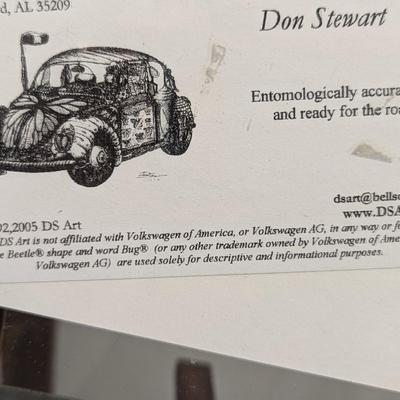 d, AL 35209
Don Stewart
Entomologically accura
and ready for the roa
dsart@bellso
www.DSA
02,2005 DS Art
DS Art is not affiliated with Volkswagen of America, or Volkswagen AG, in any way or fo
e Beetle® shape and word Bug® (or any other trademark owned by Volkswagen of Ame
Volkswagen AG) are used solely for descriptive and informational purposes.